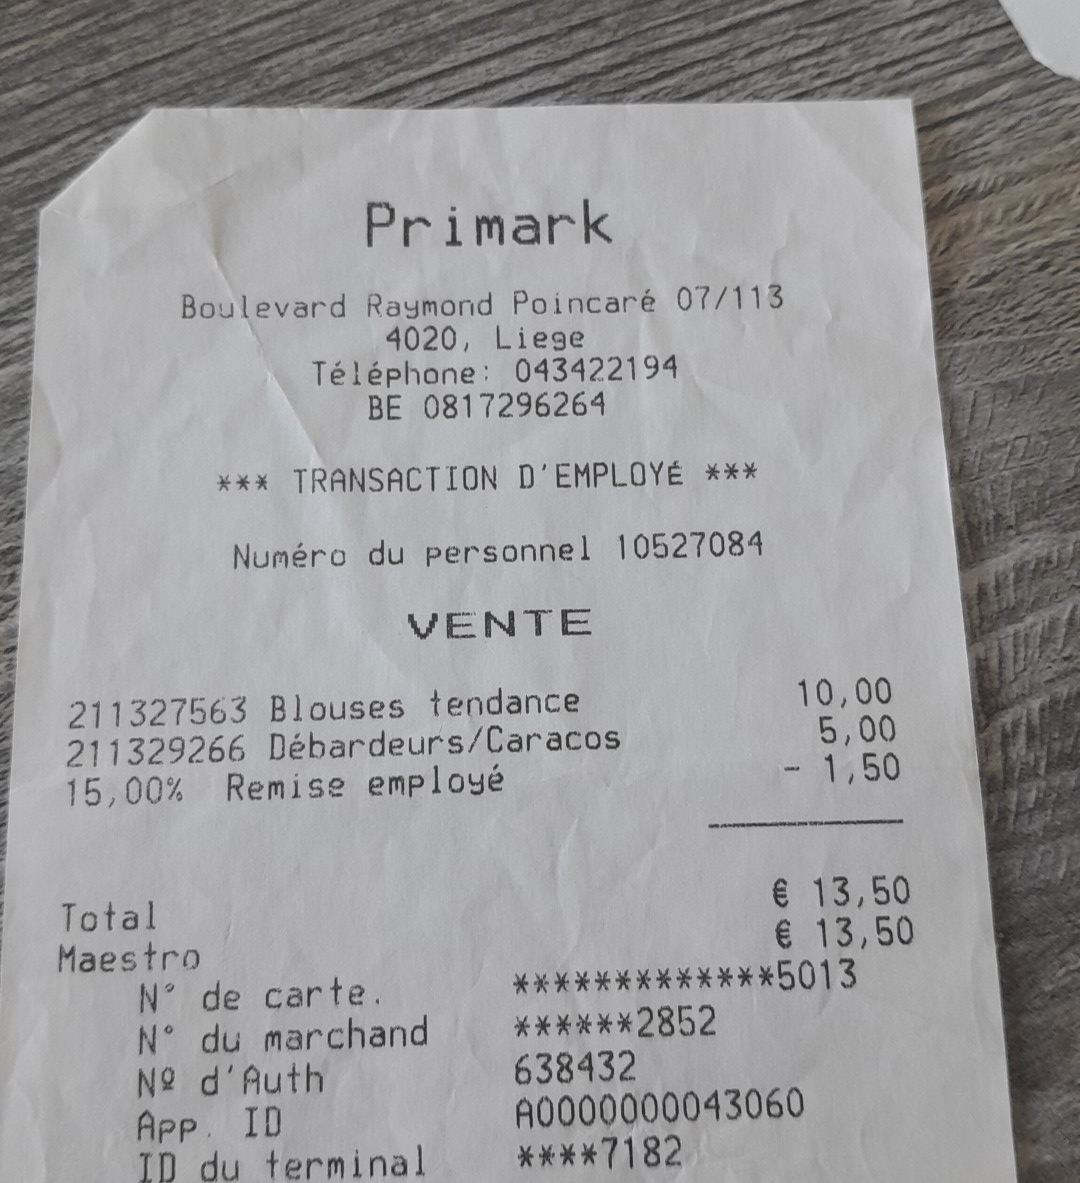 Primark
Boulevard Raymond Poincaré 07/113
4020, Liege
Téléphone: 043422194
BE 0817296264
*** TRANSACTION D'EMPLOYÉ ***
Numéro du personnel 10527084
VENTE
211327563 Blouses tendance 10,00
211329266 Débardeurs/Caracos 5,00
15,00% Remise employé - 1,50
Total € 13,50
Maestro € 13,50
N° de carte. *************5013
N° du marchand ******2852
Nº d'Auth 638432
App. ID A0000000043060
ID du terminal ****7182